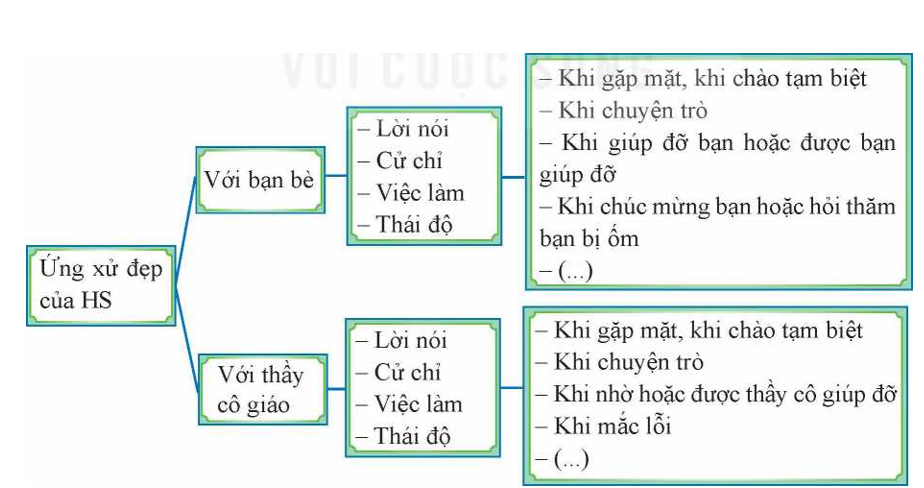 Ứng xử đẹp
của HS
Với bạn bè
– Lời nói
– Cử chỉ
– Việc làm
– Thái độ
– Khi gặp mặt, khi chào tạm biệt
– Khi chuyện trò
– Khi giúp đỡ bạn hoặc được bạn
giúp đỡ
– Khi chúc mừng bạn hoặc hỏi thăm
bạn bị ốm
– (...)
Với thầy
cô giáo
– Lời nói
– Cử chỉ
– Việc làm
– Thái độ
– Khi gặp mặt, khi chào tạm biệt
– Khi chuyện trò
– Khi nhờ hoặc được thầy cô giúp đỡ
– Khi mắc lỗi
– (...)